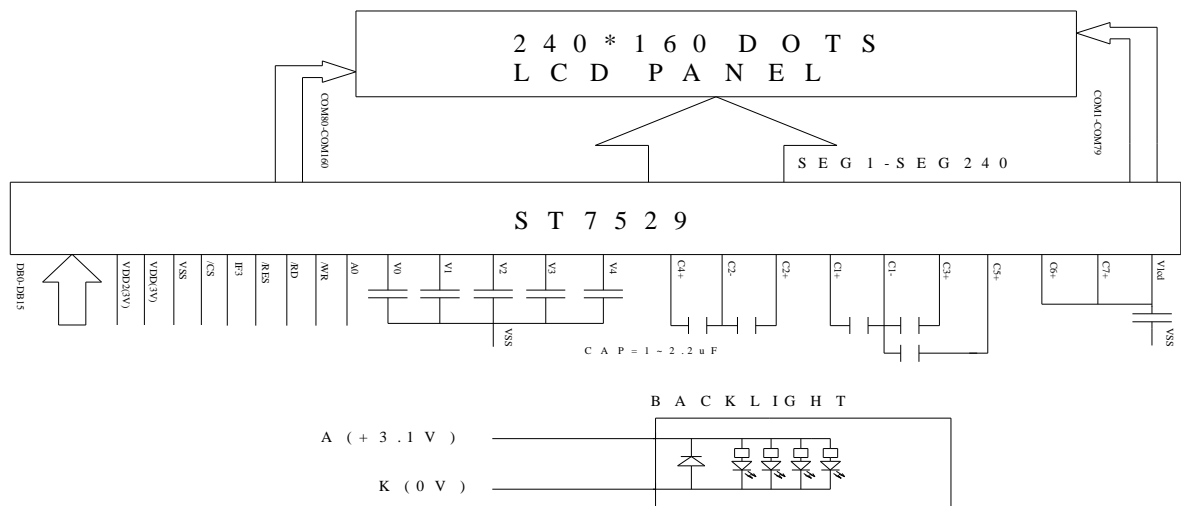 240*160 DOTS
LCD PANEL
COM80-COM160
COM1-COM79
SEG1-SEG240
ST7529
DB0-DB15
VDD2(3V)
VDD(3V)
VSS
/CS
IF3
/RES
/RD
/WR
A0
V0
V1
V2
V3
V4
C4+
C2-
C2+
C1+
C1-
C3+
C5+
C6+
C7+
Vlcd
VSS
VSS
CAP=1~2.2uF
BACKLIGHT
A (+3.1V)
K (0V)